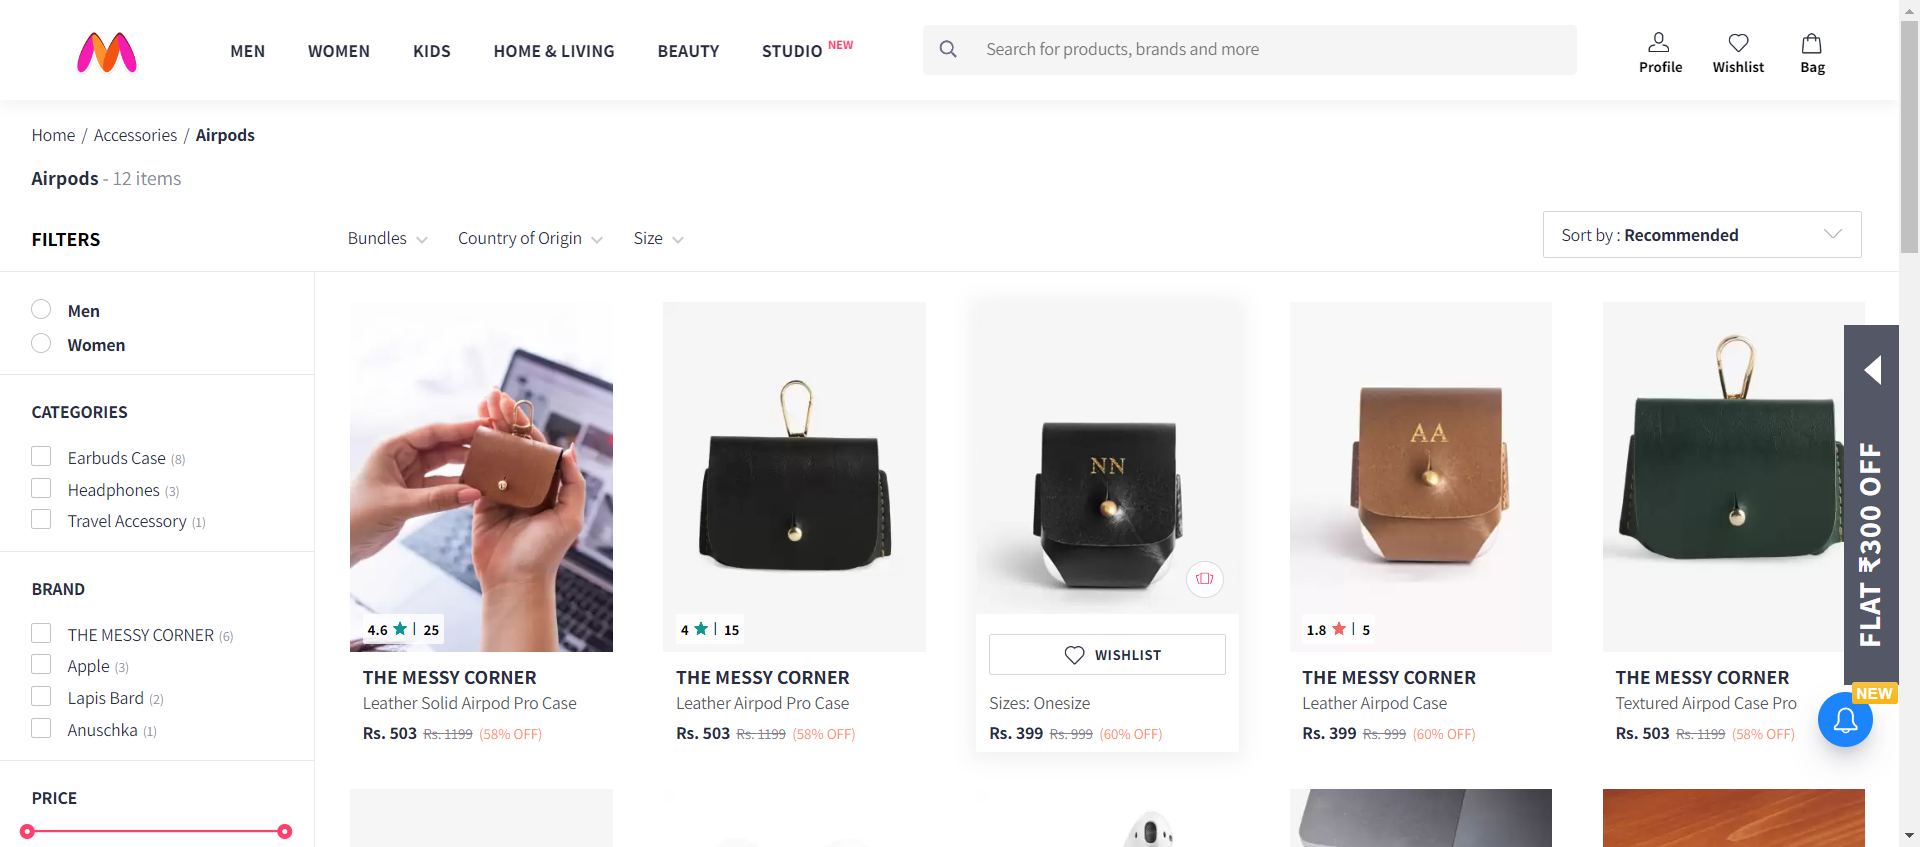 MEN WOMEN KIDS HOME & LIVING BEAUTY STUDIO NEW Search for products, brands and more Profile Wishlist Bag
Home / Accessories / Airpods
Airpods - 12 items
FILTERS Bundles Country of Origin Size Sort by : Recommended
Men
Women
CATEGORIES
Earbuds Case (8)
Headphones (3)
Travel Accessory (1)
BRAND
THE MESSY CORNER (6)
Apple (3)
Lapis Bard (2)
Anuschka (1)
PRICE
4.6 | 25
THE MESSY CORNER
Leather Solid Airpod Pro Case
Rs. 503 Rs. 1199 (58% OFF)
4 | 15
THE MESSY CORNER
Leather Airpod Pro Case
Rs. 503 Rs. 1199 (58% OFF)
NN
WISHLIST
Sizes: Onesize
Rs. 399 Rs. 999 (60% OFF)
AA
1.8 | 5
THE MESSY CORNER
Leather Airpod Case
Rs. 399 Rs. 999 (60% OFF)
THE MESSY CORNER
Textured Airpod Case Pro
Rs. 503 Rs. 1199 (58% OFF)
FLAT ₹300 OFF
NEW